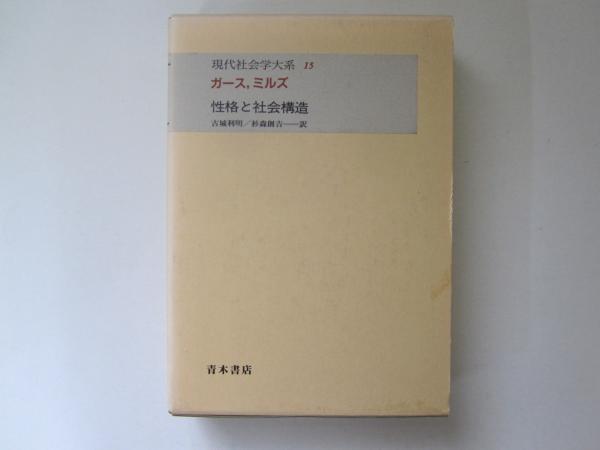 現代社会学大系 15
ガース, ミルズ
性格と社会構造
古城利明／杉森創吉──訳
青木書店